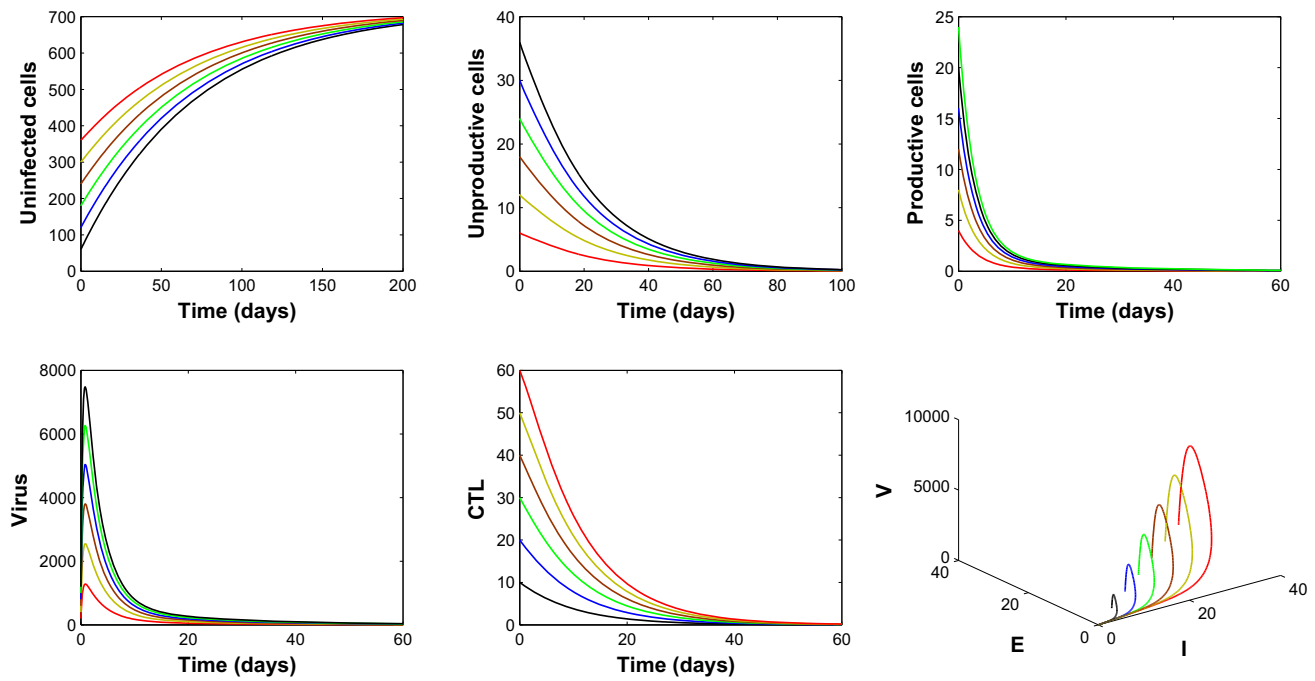 700
600
500
400
300
200
100
0
0 50 100 150 200
Uninfected cells
Time (days)
40
30
20
10
0
0 20 40 60 80 100
Unproductive cells
Time (days)
25
20
15
10
5
0
0 20 40 60
Productive cells
Time (days)
8000
6000
4000
2000
0
0 20 40 60
Virus
Time (days)
60
50
40
30
20
10
0
0 20 40 60
CTL
Time (days)
10000
5000
0
V
40
20
0
E
0
20
40
I